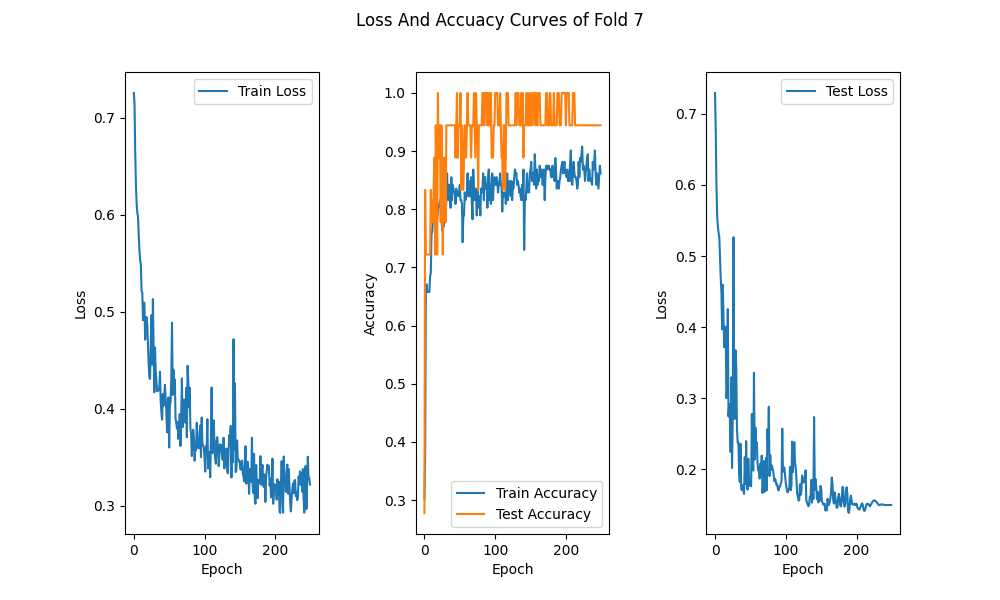 Loss And Accuacy Curves of Fold 7
Train Loss
Loss
0.7
0.6
0.5
0.4
0.3
0 100 200
Epoch
Accuracy
1.0
0.9
0.8
0.7
0.6
0.5
0.4
0.3
Train Accuracy
Test Accuracy
0 100 200
Epoch
Test Loss
Loss
0.7
0.6
0.5
0.4
0.3
0.2
0 100 200
Epoch